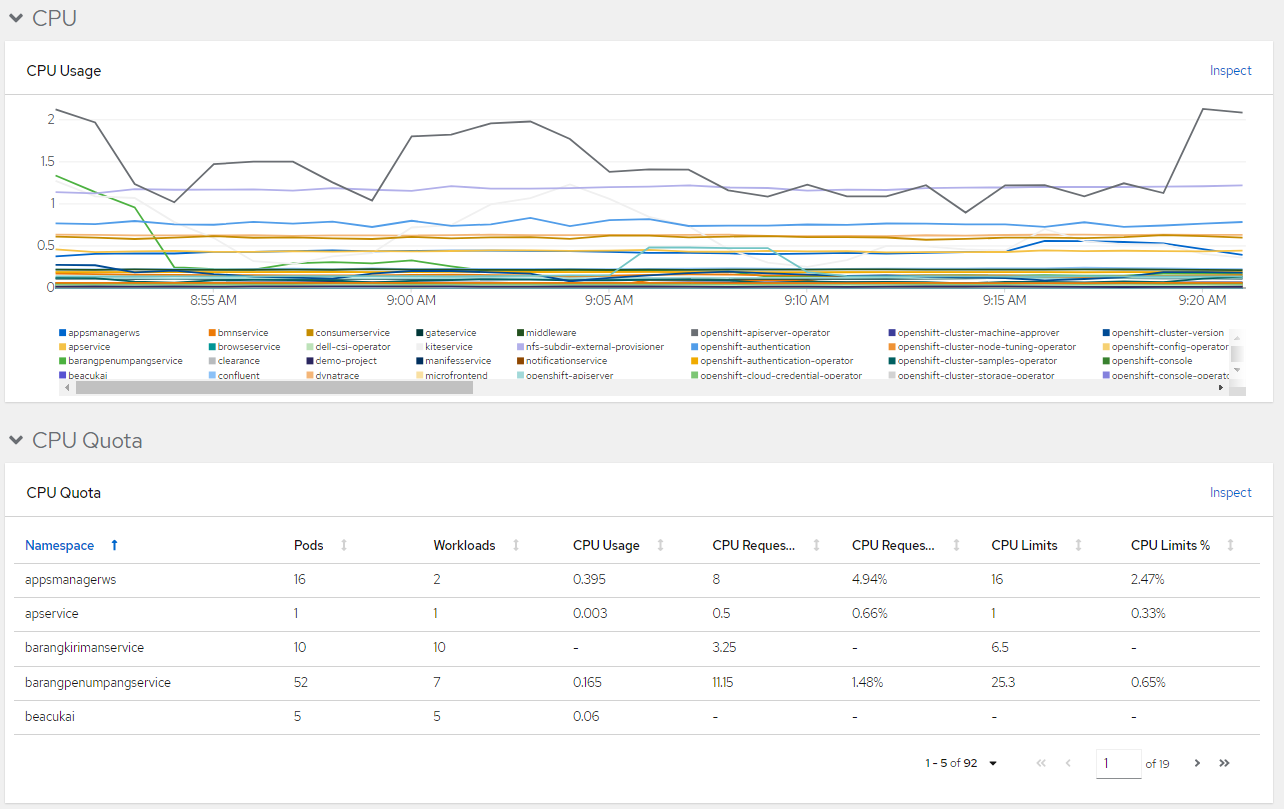 CPU
CPU Usage Inspect
2
1.5
1
0.5
0
8:55 AM 9:00 AM 9:05 AM 9:10 AM 9:15 AM 9:20 AM
appsmanagerws bmnservice consumerservice gateservice middleware openshift-apiserver-operator openshift-cluster-machine-approver openshift-cluster-version
apservice browseservice dell-csi-operator kiteservice nfs-subdir-external-provisioner openshift-authentication openshift-cluster-node-tuning-operator openshift-config-operator
barangpenumpangservice clearance demo-project manifesservice notificationservice openshift-authentication-operator openshift-cluster-samples-operator openshift-console
beacukai confluent dynatrace microfrontend openshift-apiserver openshift-cloud-credential-operator openshift-cluster-storage-operator openshift-console-operato
CPU Quota
CPU Quota Inspect
Namespace Pods Workloads CPU Usage CPU Reques... CPU Reques... CPU Limits CPU Limits %
appsmanagerws 16 2 0.395 8 4.94% 16 2.47%
apservice 1 1 0.003 0.5 0.66% 1 0.33%
barangkirimanservice 10 10 - 3.25 - 6.5 -
barangpenumpangservice 52 7 0.165 11.15 1.48% 25.3 0.65%
beacukai 5 5 0.06 - - - -
1 - 5 of 92 1 of 19